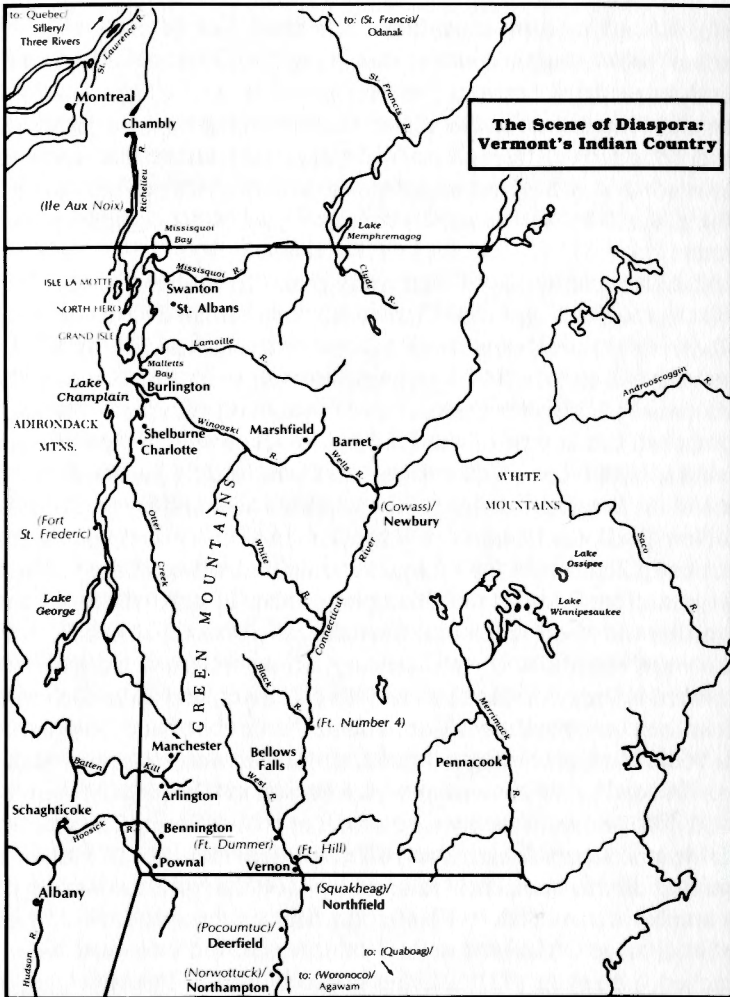 to: Quebec/
Sillery/
Three Rivers
St. Lawrence R.
to: (St. Francis)/
Odanak
St. Francis R.
Montreal
Chambly
The Scene of Diaspora:
Vermont's Indian Country
Richelieu R.
(Ile Aux Noix)
Missisquoi
Bay
Lake
Memphremagog
Missisquoi R.
Clyde R.
ISLE LA MOTTE
Swanton
St. Albans
NORTH HERO
GRAND ISLE
Lamoille R.
Malletts
Bay
Burlington
Lake
Champlain
Androoscoggin R.
ADIRONDACK
MTNS.
Shelburne
Charlotte
Winooski R.
Marshfield
Barnet
Wells R.
WHITE
MOUNTAINS
(Cowass)/
Newbury
(Fort
St. Frederic)
Otter Creek
GREEN MOUNTAINS
White R.
Connecticut River
Saco R.
Lake
Ossipee
Lake
Winnipesaukee
Lake
George
Black R.
(Ft. Number 4)
Merrimack R.
Manchester
Bellows
Falls
Pennacook
Batten Kill
West R.
Arlington
Schaghticoke
Hoosick R.
Bennington
(Ft. Dummer)
(Ft. Hill)
Pownal
Vernon
Albany
(Squakheag)/
Northfield
(Pocumtuc)/
Deerfield
to: (Quaboag)/
Hudson R.
(Norwottuck)/
Northampton
to: (Woronoco)/
Agawam